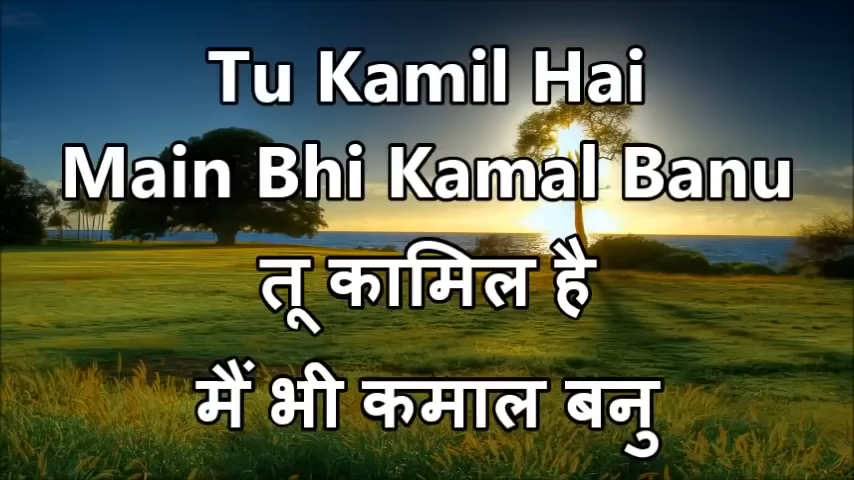 Tu Kamil Hai
Main Bhi Kamal Banu
तू कामिल है
मैं भी कमाल बनु